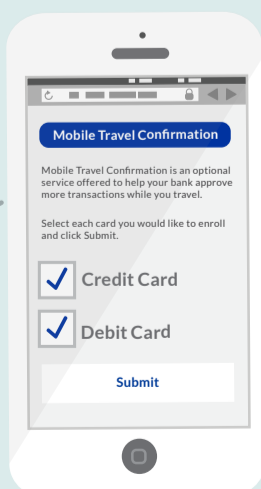 Mobile Travel Confirmation
Mobile Travel Confirmation is an optional
service offered to help your bank approve
more transactions while you travel.
Select each card you would like to enroll
and click Submit.
Credit Card
Debit Card
Submit